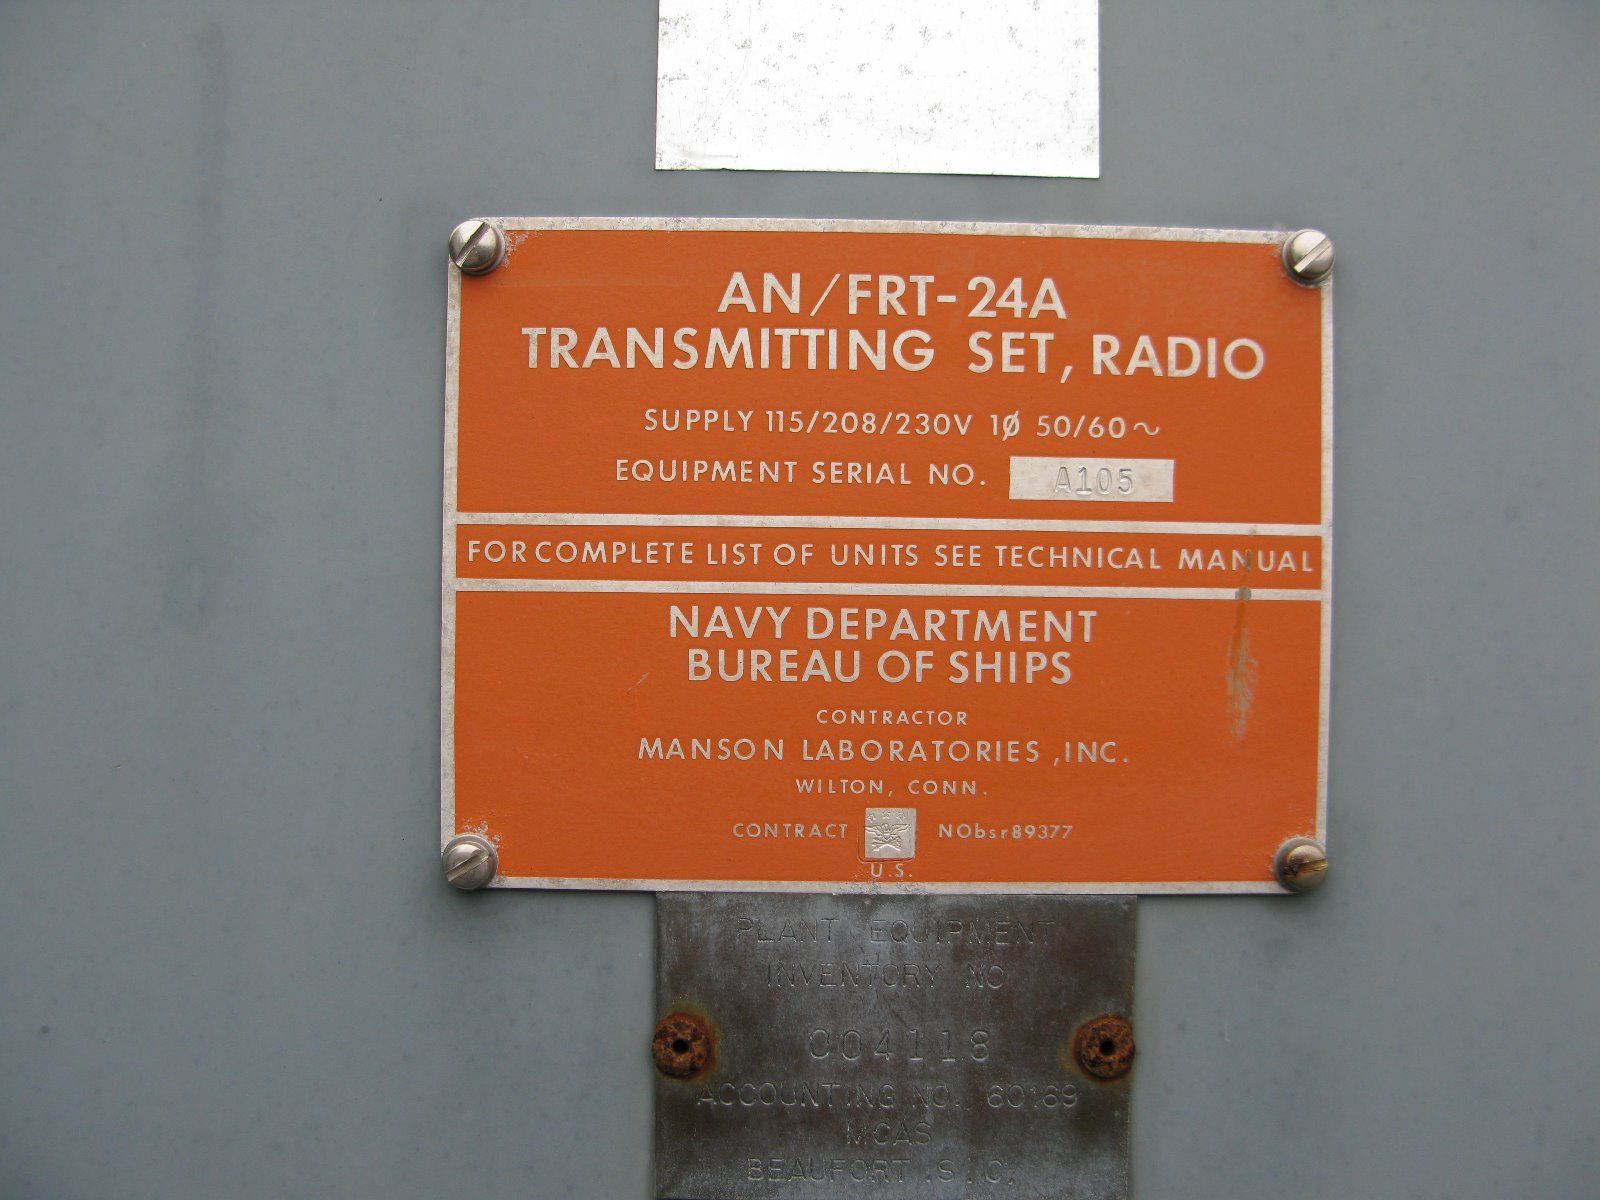 AN/FRT-24A
TRANSMITTING SET, RADIO
SUPPLY 115/208/230V 1ϕ 50/60~
EQUIPMENT SERIAL NO. A105
FOR COMPLETE LIST OF UNITS SEE TECHNICAL MANUAL
NAVY DEPARTMENT
BUREAU OF SHIPS
CONTRACTOR
MANSON LABORATORIES ,INC.
WILTON, CONN.
CONTRACT NObsr89377
U.S.
PLANT EQUIPMENT
INVENTORY NO
004118
ACCOUNTING NO. 60169
MCAS
BEAUFORT S.C.